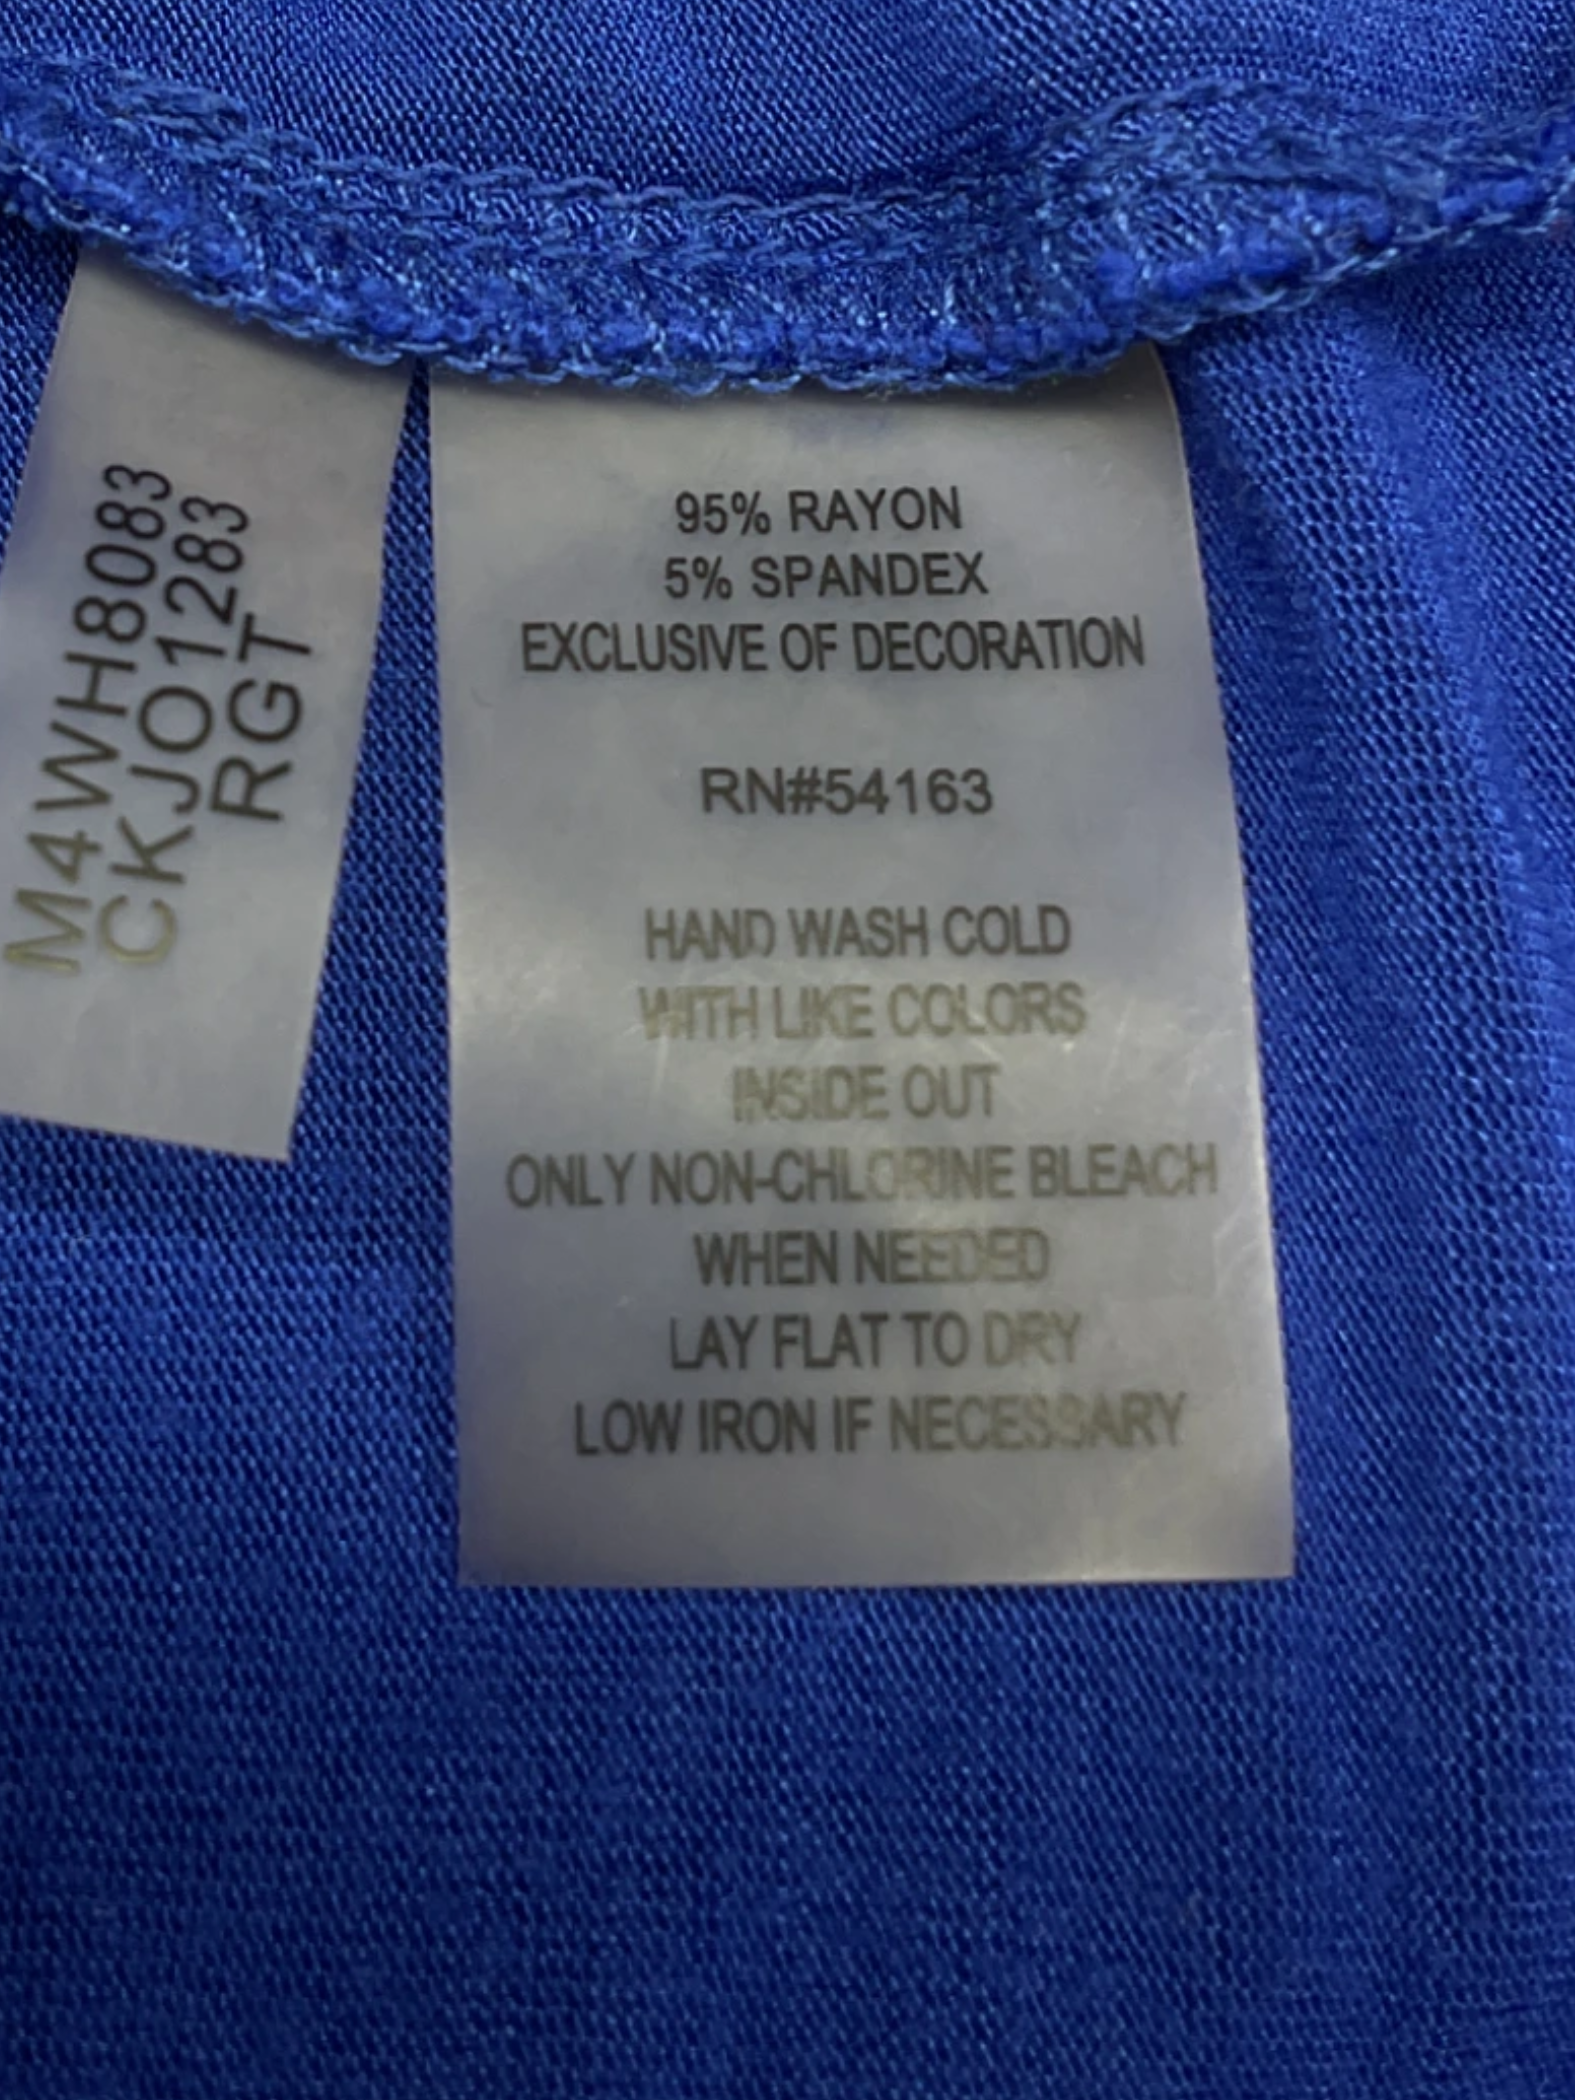 M4WH8083
CKJO1283
RGT
95% RAYON
5% SPANDEX
EXCLUSIVE OF DECORATION
RN#54163
HAND WASH COLD
WITH LIKE COLORS
INSIDE OUT
ONLY NON-CHLORINE BLEACH
WHEN NEEDED
LAY FLAT TO DRY
LOW IRON IF NECESSARY